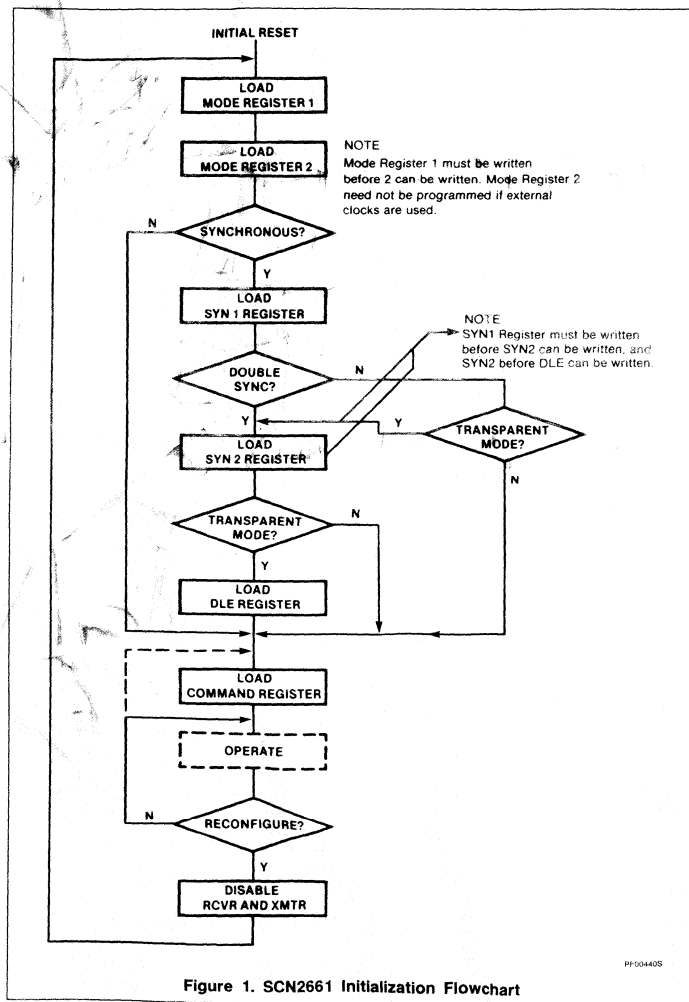 INITIAL RESET
LOAD
MODE REGISTER 1
LOAD
MODE REGISTER 2
NOTE
Mode Register 1 must be written
before 2 can be written. Mode Register 2
need not be programmed if external
clocks are used.
N
SYNCHRONOUS?
Y
LOAD
SYN 1 REGISTER
NOTE
SYN1 Register must be written
before SYN2 can be written, and
SYN2 before DLE can be written.
DOUBLE
SYNC?
N
Y
Y
TRANSPARENT
MODE?
LOAD
SYN 2 REGISTER
N
TRANSPARENT
MODE?
N
Y
LOAD
DLE REGISTER
LOAD
COMMAND REGISTER
OPERATE
RECONFIGURE?
N
Y
DISABLE
RCVR AND XMTR
PF00440S
Figure 1. SCN2661 Initialization Flowchart